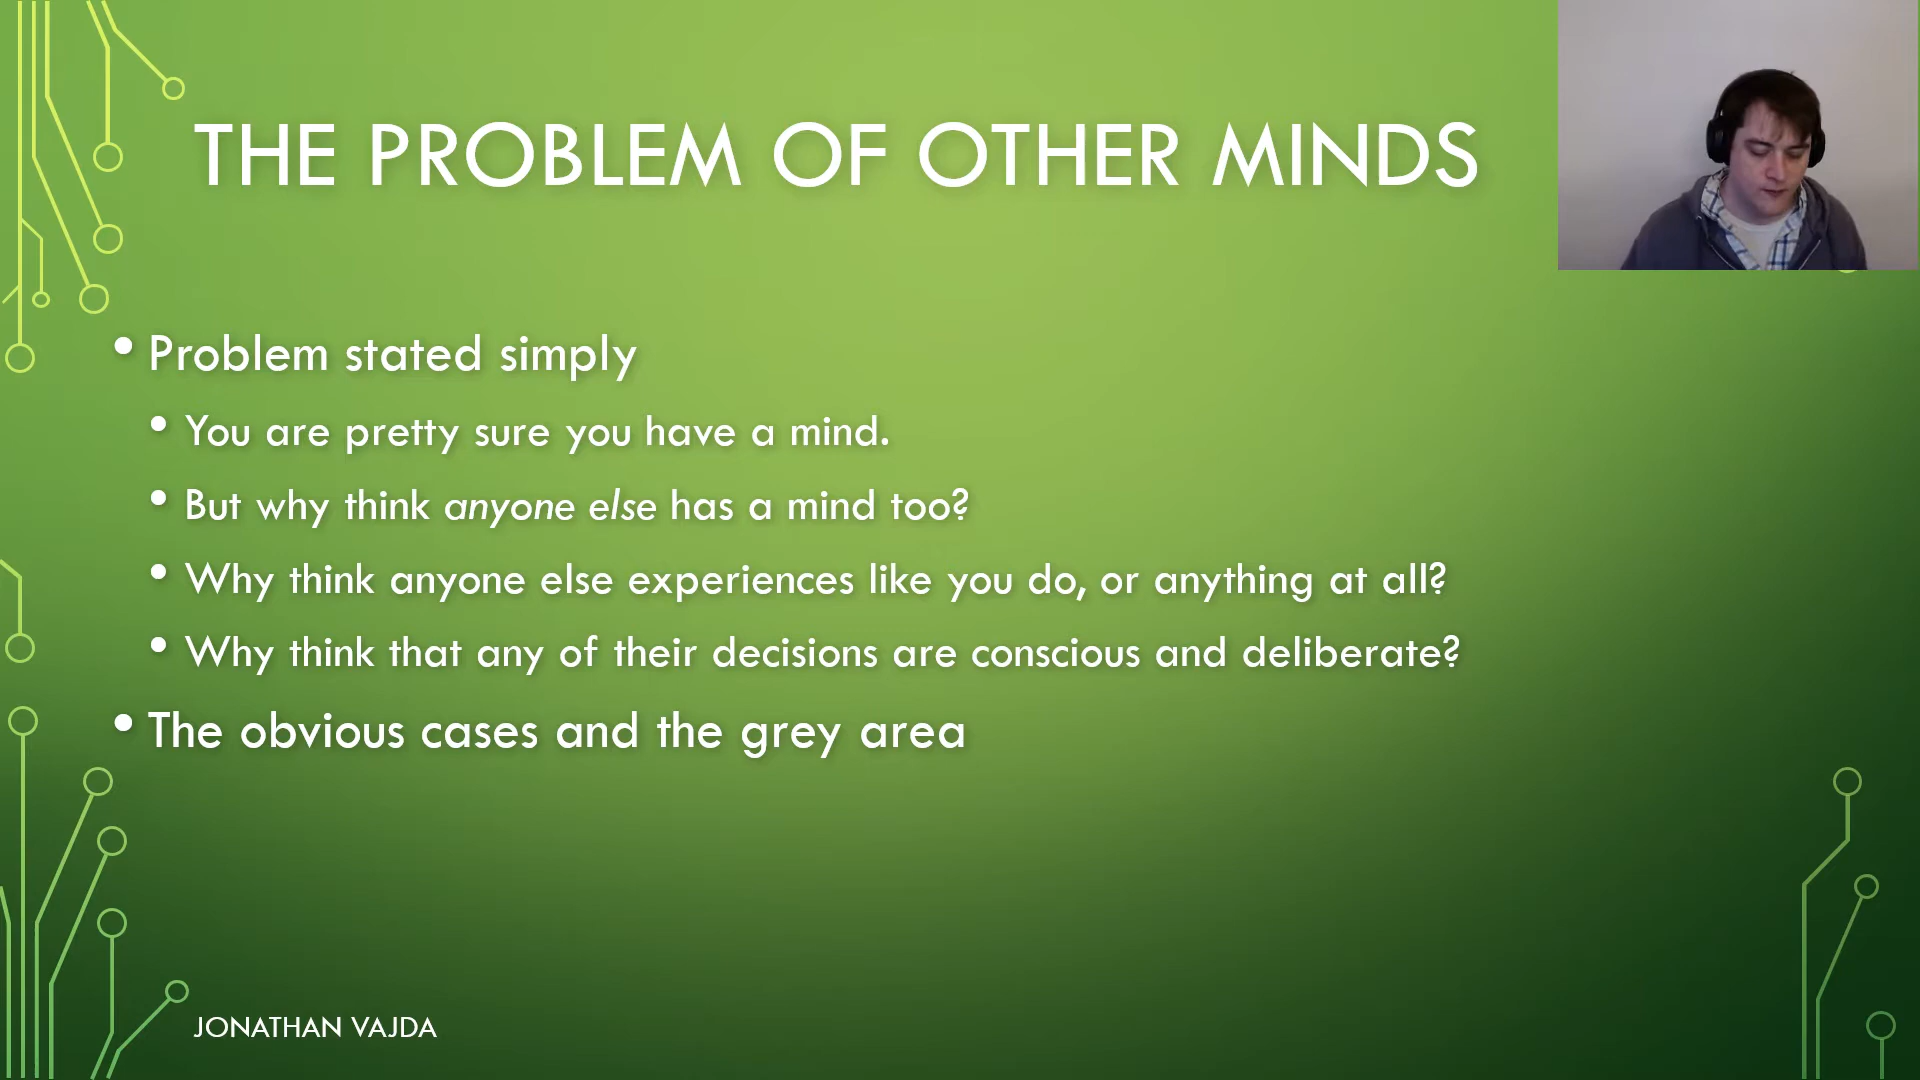 THE PROBLEM OF OTHER MINDS
• Problem stated simply
• You are pretty sure you have a mind.
• But why think anyone else has a mind too?
• Why think anyone else experiences like you do, or anything at all?
• Why think that any of their decisions are conscious and deliberate?
• The obvious cases and the grey area
JONATHAN VAJDA